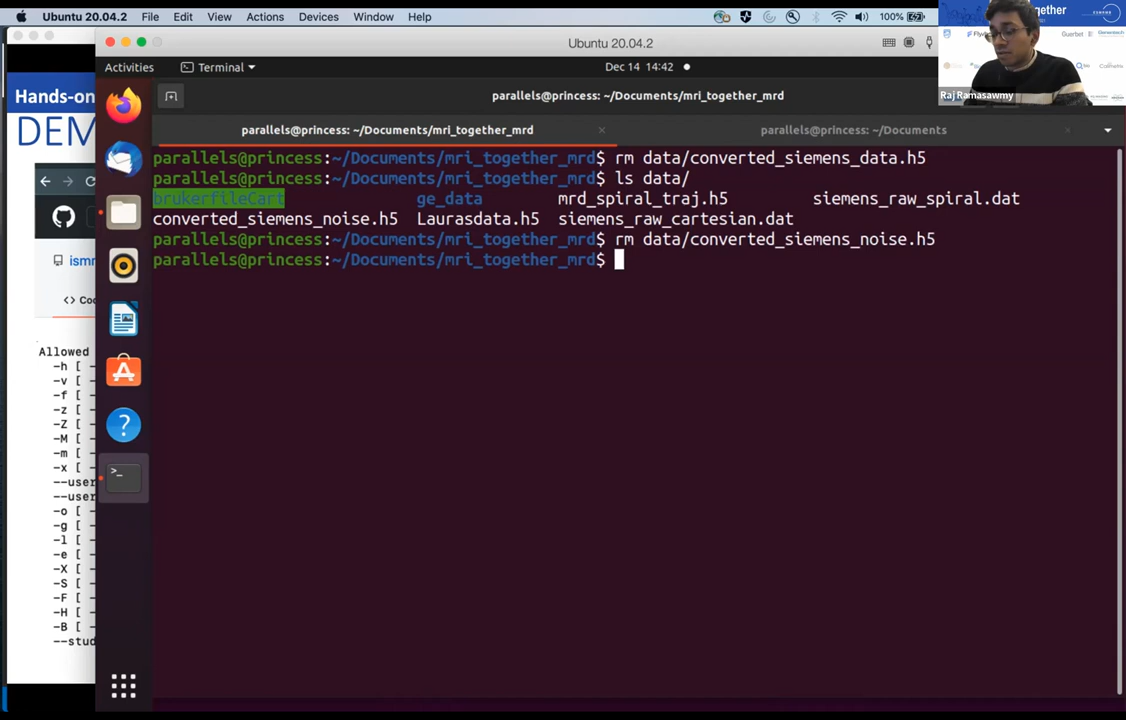 Ubuntu 20.04.2 File Edit View Actions Devices Window Help 100%
Ubuntu 20.04.2
Activities Terminal Dec 14 14:42
parallels@princess: ~/Documents/mri_together_mrd
parallels@princess: ~/Documents/mri_together_mrd parallels@princess: ~/Documents
parallels@princess:~/Documents/mri_together_mrd$ rm data/converted_siemens_data.h5
parallels@princess:~/Documents/mri_together_mrd$ ls data/
brukerfileCart ge_data mrd_spiral_traj.h5 siemens_raw_spiral.dat
converted_siemens_noise.h5 Laurasdata.h5 siemens_raw_cartesian.dat
parallels@princess:~/Documents/mri_together_mrd$ rm data/converted_siemens_noise.h5
parallels@princess:~/Documents/mri_together_mrd$
Hands-on
DEM
ismr
<> Coo
Allowed
-h [ -
-v [ -
-f [ -
-z [ -
-Z [ -
-M [ -
-m [ -
-x [ -
--user
--user
-o [ -
-g [ -
-l [ -
-e [ -
-X [ -
-S [ -
-F [ -
-H [ -
-B [ -
--stud
ogether
Guerbet
Raj Ramasawmy